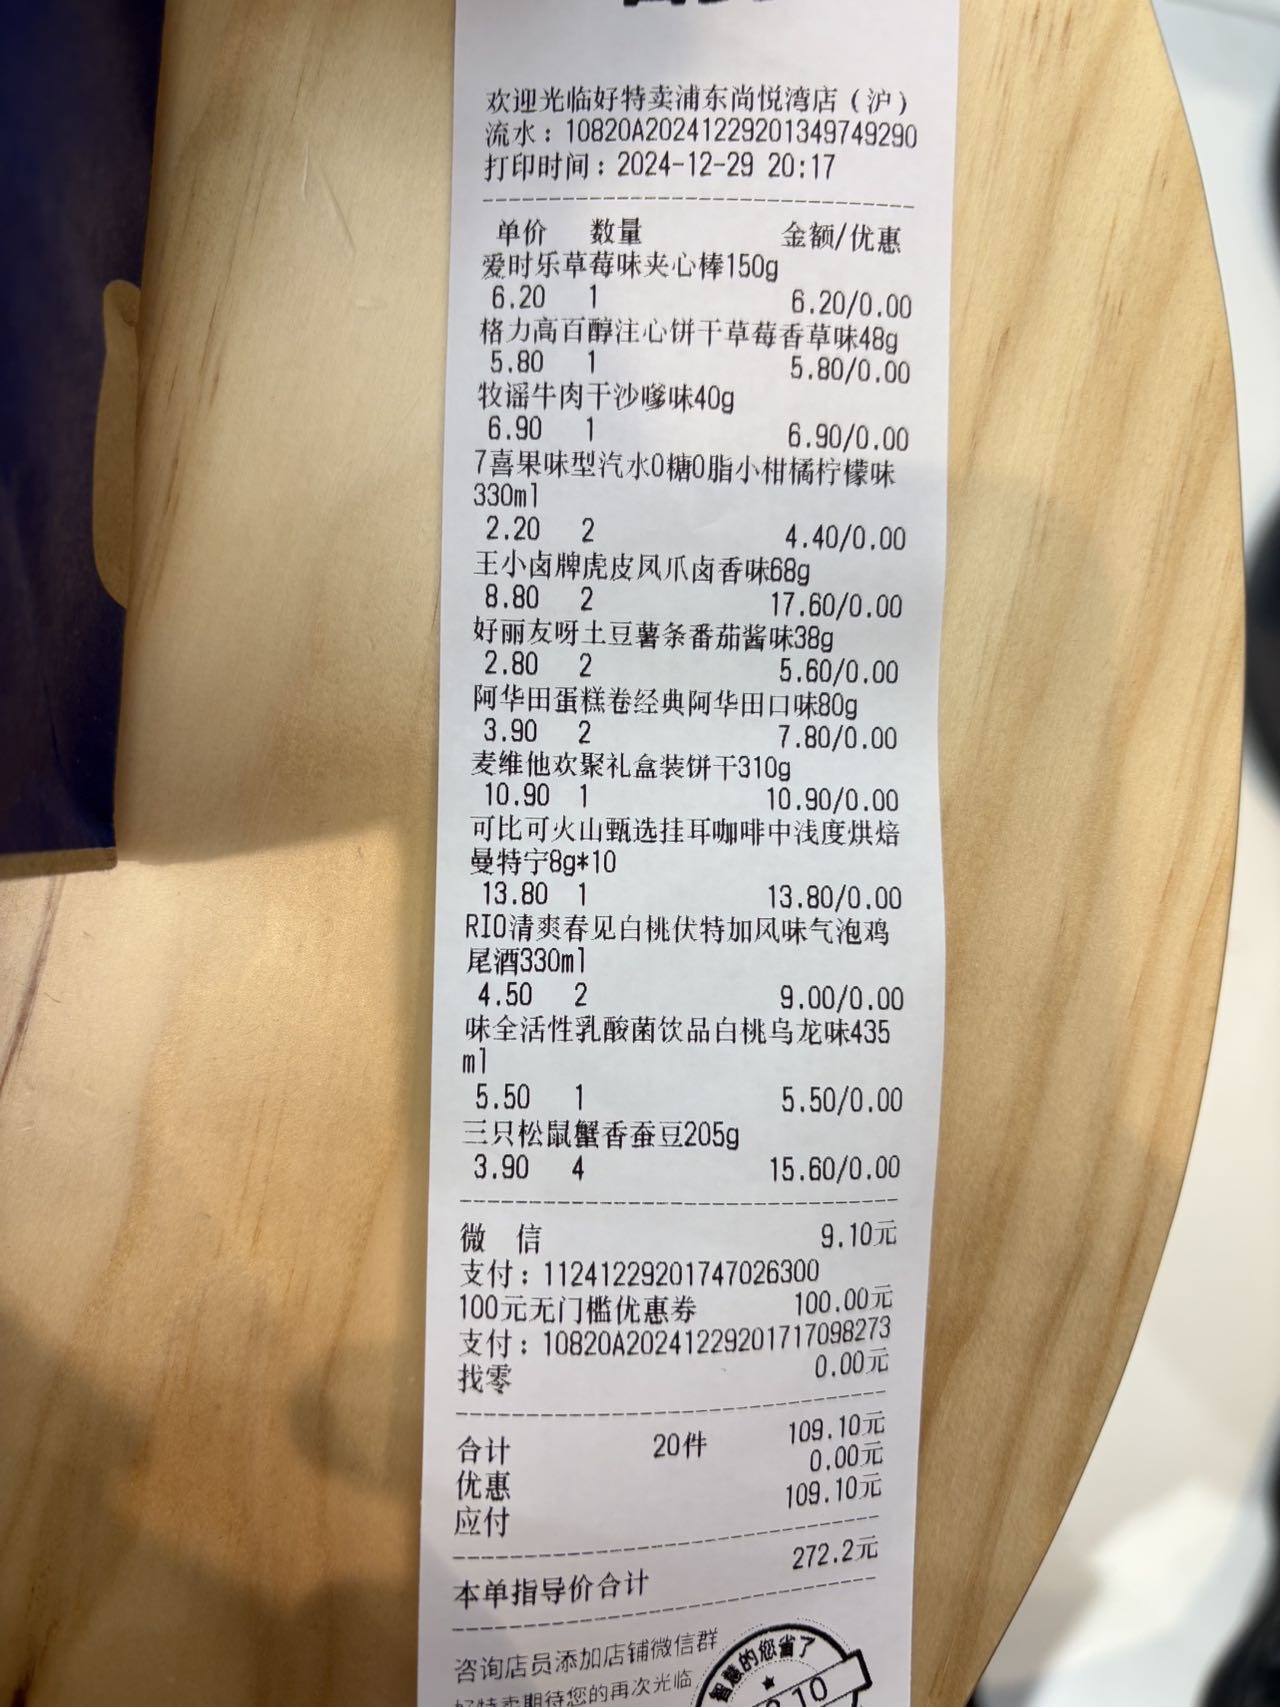 欢迎光临好特卖浦东尚悦湾店（沪）
流水：10820A20241229201349749290
打印时间：2024-12-29 20:17
单价 数量 金额/优惠
爱时乐草莓味夹心棒150g
6.20 1 6.20/0.00
格力高百醇注心饼干草莓香草味48g
5.80 1 5.80/0.00
牧谣牛肉干沙嗲味40g
6.90 1 6.90/0.00
7喜果味型汽水0糖0脂小柑橘柠檬味
330ml
2.20 2 4.40/0.00
王小卤牌虎皮凤爪卤香味68g
8.80 2 17.60/0.00
好丽友呀土豆薯条番茄酱味38g
2.80 2 5.60/0.00
阿华田蛋糕卷经典阿华田口味80g
3.90 2 7.80/0.00
麦维他欢聚礼盒装饼干310g
10.90 1 10.90/0.00
可比可火山甄选挂耳咖啡中浅度烘焙
曼特宁8g*10
13.80 1 13.80/0.00
RIO清爽春见白桃伏特加风味气泡鸡
尾酒330ml
4.50 2 9.00/0.00
味全活性乳酸菌饮品白桃乌龙味435
ml
5.50 1 5.50/0.00
三只松鼠蟹香蚕豆205g
3.90 4 15.60/0.00
微 信 9.10元
支付：11241229201747026300
100元无门槛优惠券 100.00元
支付：10820A20241229201717098273
找零 0.00元
合计 20件 109.10元
优惠 0.00元
应付 109.10元
本单指导价合计 272.2元
咨询店员添加店铺微信群
好特卖期待您的再次光临
智慧的您省了